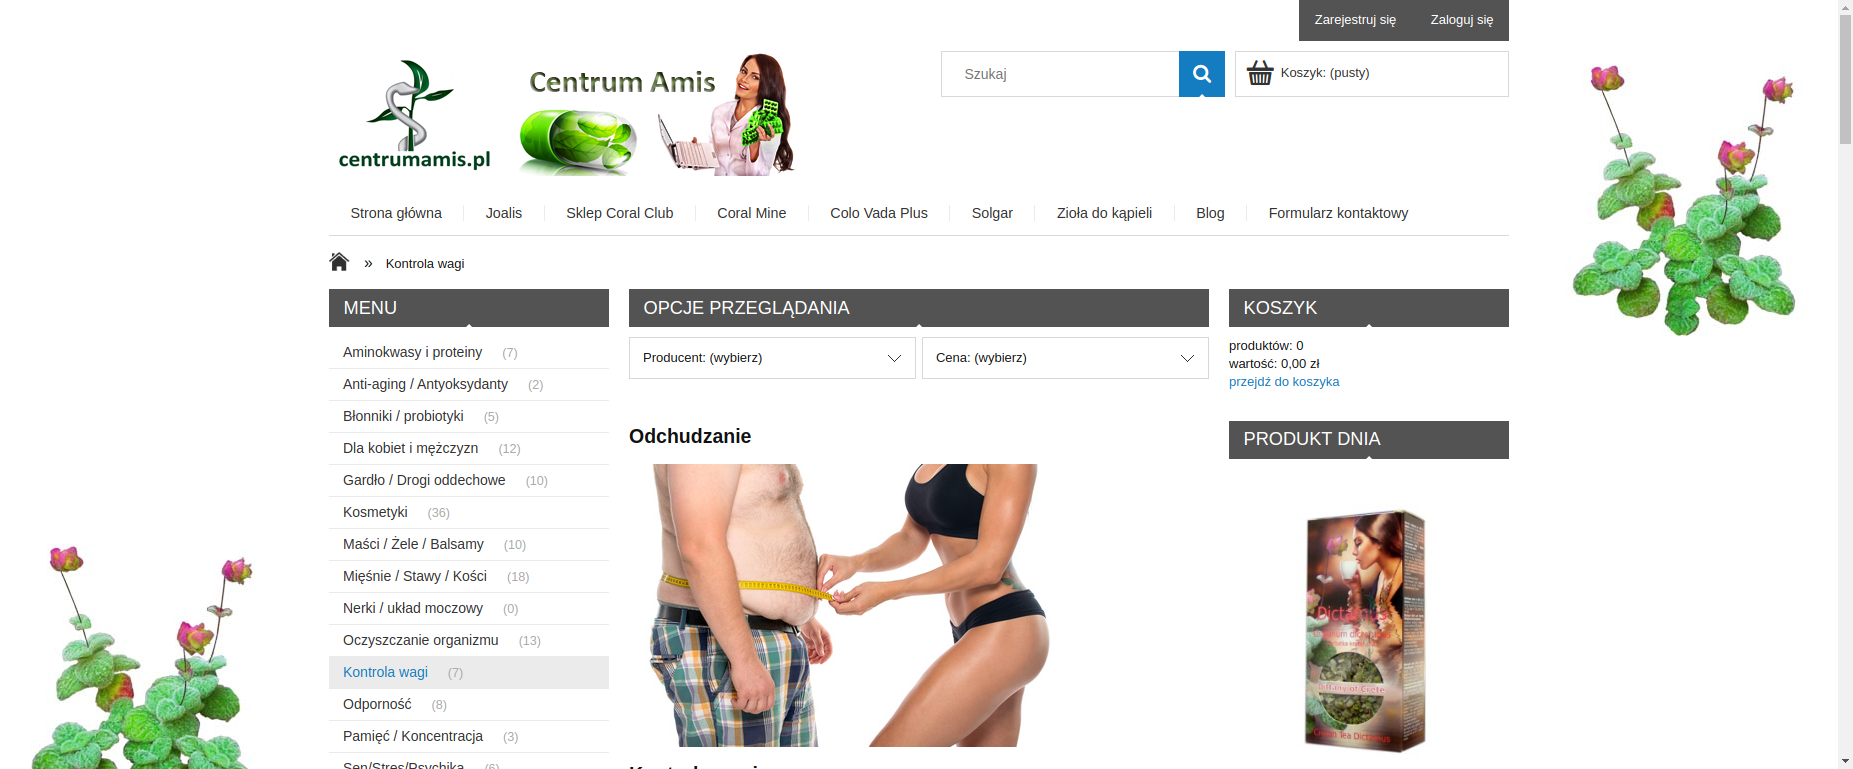 Zarejestruj się Zaloguj się
centrumamis.pl
Centrum Amis
Szukaj
Koszyk: (pusty)
Strona główna Joalis Sklep Coral Club Coral Mine Colo Vada Plus Solgar Zioła do kąpieli Blog Formularz kontaktowy
» Kontrola wagi
MENU
Aminokwasy i proteiny (7)
Anti-aging / Antyoksydanty (2)
Błonniki / probiotyki (5)
Dla kobiet i mężczyzn (12)
Gardło / Drogi oddechowe (10)
Kosmetyki (36)
Maści / Żele / Balsamy (10)
Mięśnie / Stawy / Kości (18)
Nerki / układ moczowy (0)
Oczyszczanie organizmu (13)
Kontrola wagi (7)
Odporność (8)
Pamięć / Koncentracja (3)
Sen/Stres/Psychika (6)
OPCJE PRZEGLĄDANIA
Producent: (wybierz) Cena: (wybierz)
Odchudzanie
KOSZYK
produktów: 0
wartość: 0,00 zł
przejdź do koszyka
PRODUKT DNIA
Dictamus
Dittany of Crete
Cretan Tea Dictamus